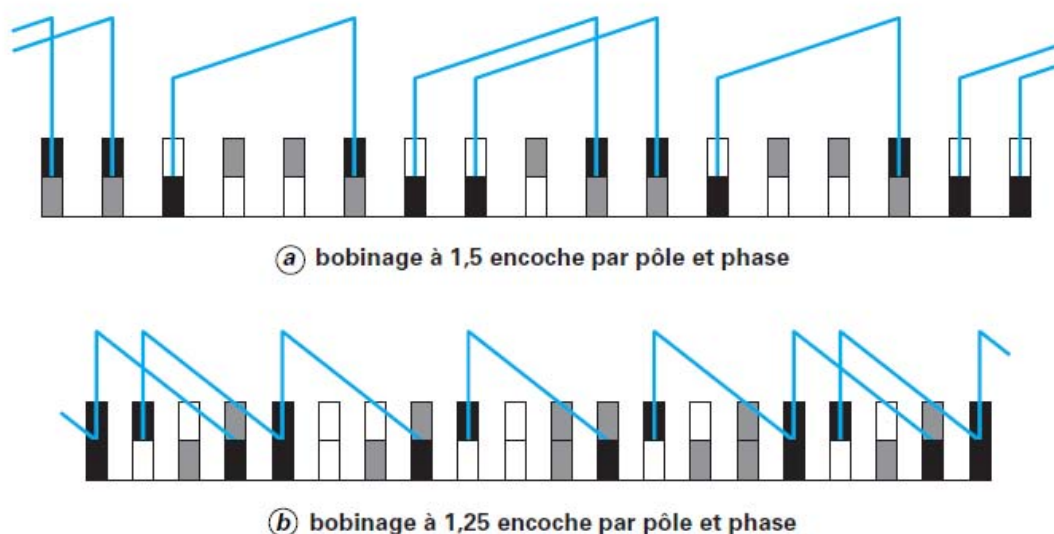 a bobinage à 1,5 encoche par pôle et phase
b bobinage à 1,25 encoche par pôle et phase